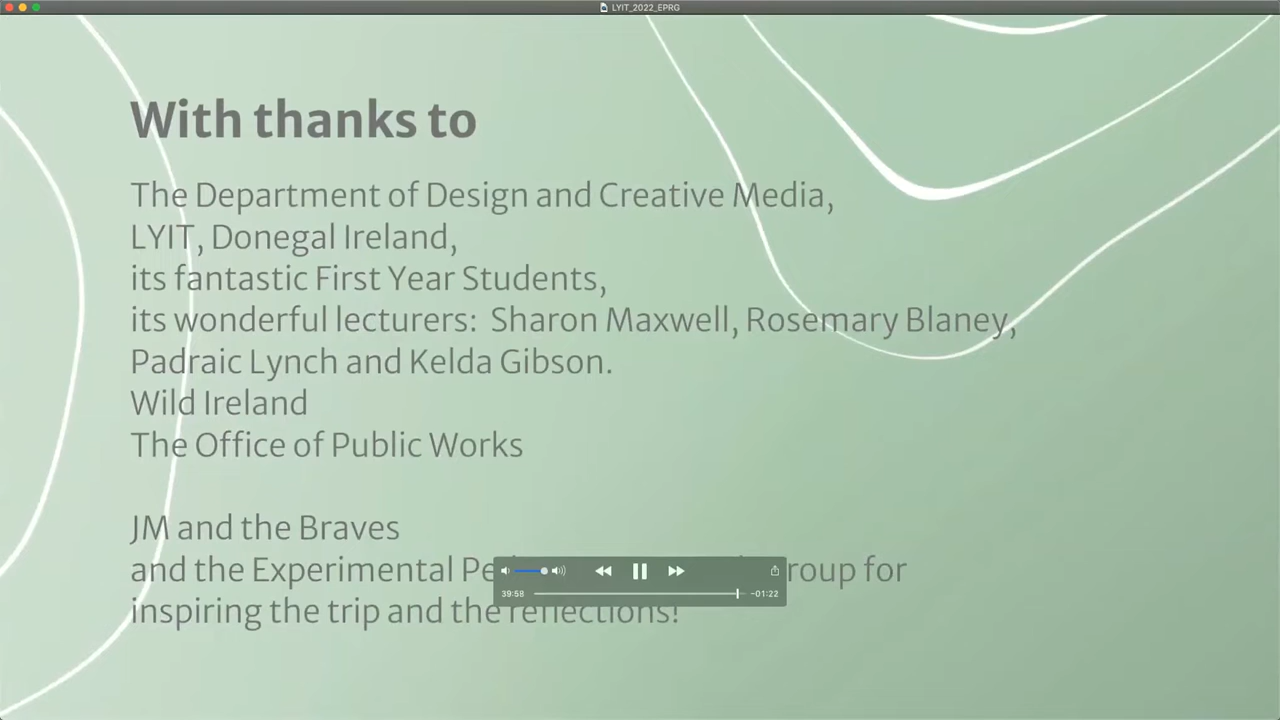 LYIT_2022_EPRG
With thanks to
The Department of Design and Creative Media,
LYIT, Donegal Ireland,
its fantastic First Year Students,
its wonderful lecturers: Sharon Maxwell, Rosemary Blaney,
Padraic Lynch and Kelda Gibson.
Wild Ireland
The Office of Public Works
JM and the Braves
and the Experimental for
inspiring the trip and the reflections!
39:58
-01:22